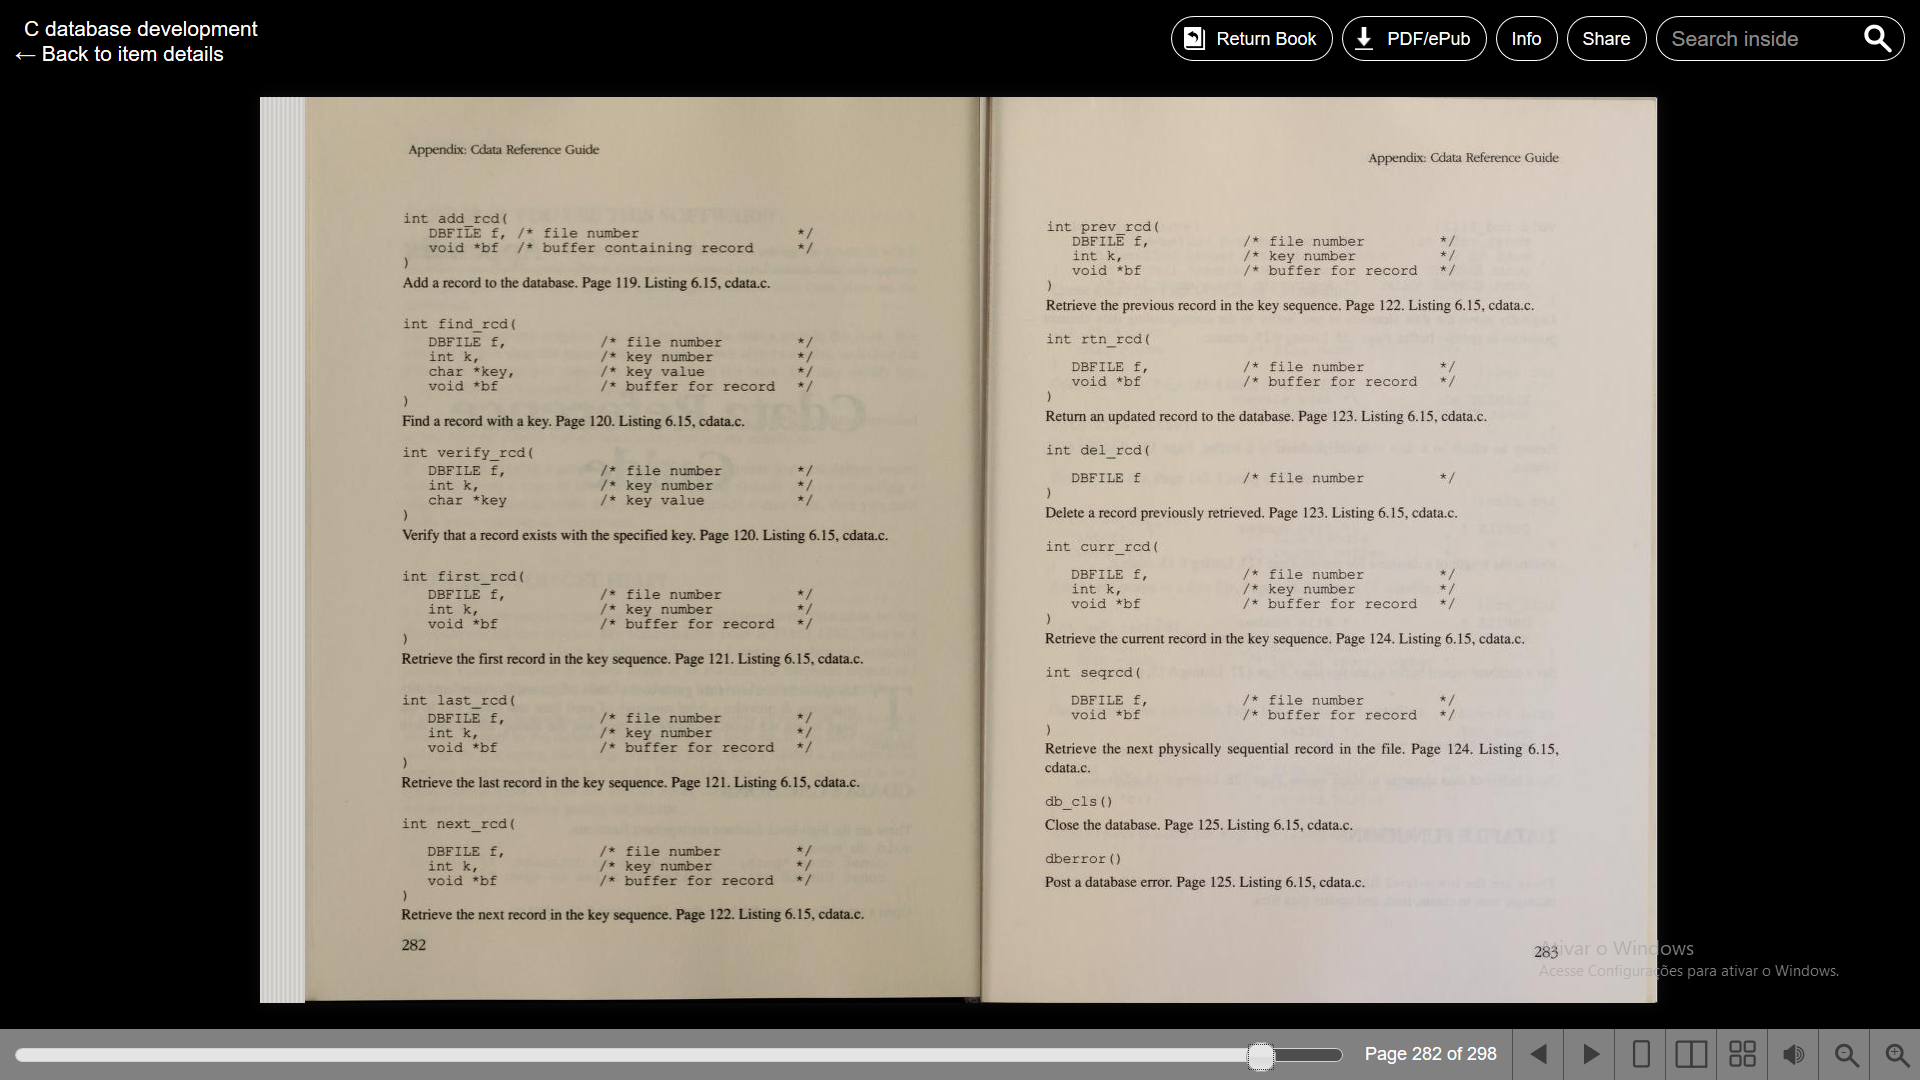 C database development
← Back to item details
Return Book
PDF/ePub
Info
Share
Search inside
Appendix: Cdata Reference Guide
int add_rcd(
DBFILE f, /* file number */
void *bf /* buffer containing record */
)
Add a record to the database. Page 119. Listing 6.15, cdata.c.
int find_rcd(
DBFILE f, /* file number */
int k, /* key number */
char *key, /* key value */
void *bf /* buffer for record */
)
Find a record with a key. Page 120. Listing 6.15, cdata.c.
int verify_rcd(
DBFILE f, /* file number */
int k, /* key number */
char *key /* key value */
)
Verify that a record exists with the specified key. Page 120. Listing 6.15, cdata.c.
int first_rcd(
DBFILE f, /* file number */
int k, /* key number */
void *bf /* buffer for record */
)
Retrieve the first record in the key sequence. Page 121. Listing 6.15, cdata.c.
int last_rcd(
DBFILE f, /* file number */
int k, /* key number */
void *bf /* buffer for record */
)
Retrieve the last record in the key sequence. Page 121. Listing 6.15, cdata.c.
int next_rcd(
DBFILE f, /* file number */
int k, /* key number */
void *bf /* buffer for record */
)
Retrieve the next record in the key sequence. Page 122. Listing 6.15, cdata.c.
282
Appendix: Cdata Reference Guide
int prev_rcd(
DBFILE f, /* file number */
int k, /* key number */
void *bf /* buffer for record */
)
Retrieve the previous record in the key sequence. Page 122. Listing 6.15, cdata.c.
int rtn_rcd(
DBFILE f, /* file number */
void *bf /* buffer for record */
)
Return an updated record to the database. Page 123. Listing 6.15, cdata.c.
int del_rcd(
DBFILE f /* file number */
)
Delete a record previously retrieved. Page 123. Listing 6.15, cdata.c.
int curr_rcd(
DBFILE f, /* file number */
int k, /* key number */
void *bf /* buffer for record */
)
Retrieve the current record in the key sequence. Page 124. Listing 6.15, cdata.c.
int seqrcd(
DBFILE f, /* file number */
void *bf /* buffer for record */
)
Retrieve the next physically sequential record in the file. Page 124. Listing 6.15,
cdata.c.
db_cls()
Close the database. Page 125. Listing 6.15, cdata.c.
dberror()
Post a database error. Page 125. Listing 6.15, cdata.c.
283
Ativar o Windows
Acesse Configurações para ativar o Windows.
Page 282 of 298